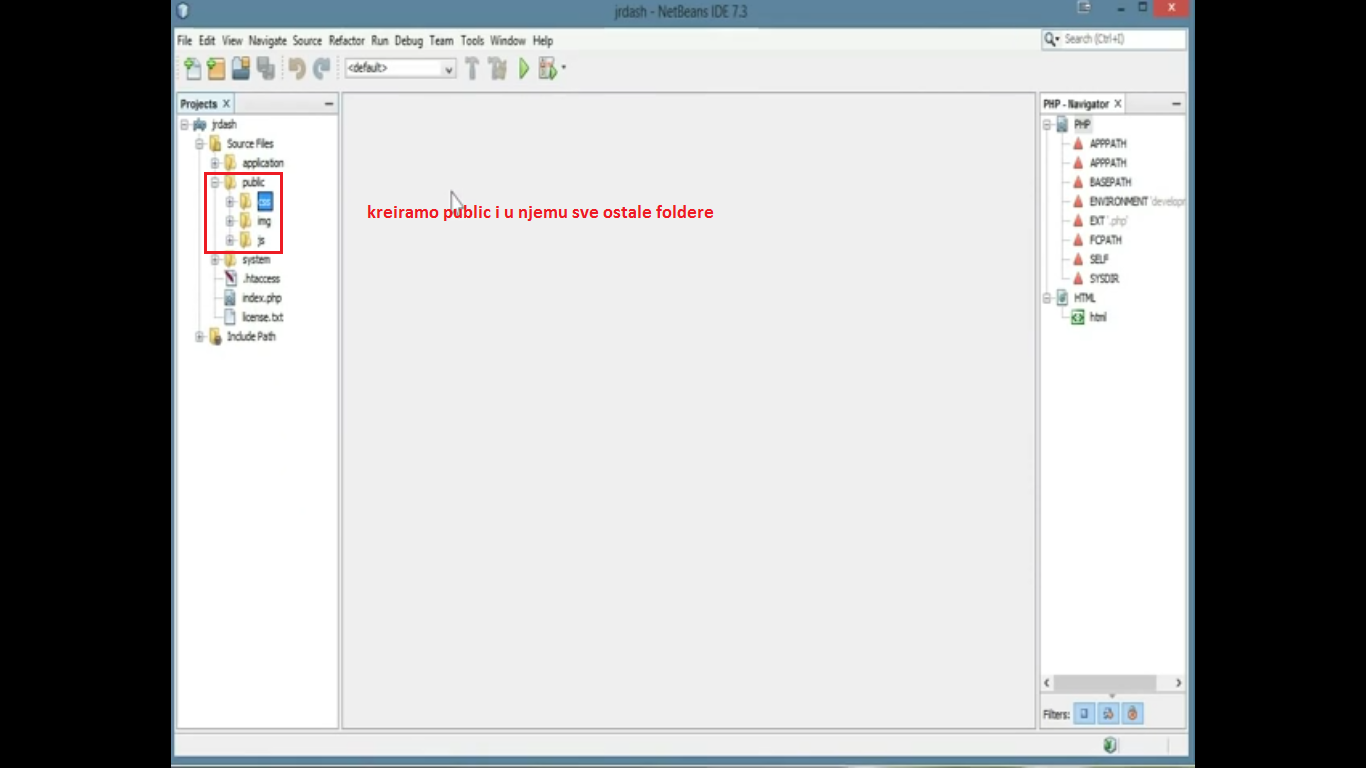 jrdash - NetBeans IDE 7.3
File Edit View Navigate Source Refactor Run Debug Team Tools Window Help
Search (Ctrl+I)
<default>
Projects X
jrdash
Source Files
application
public
css
img
js
system
.htaccess
index.php
license.txt
Include Path
kreiramo public i u njemu sve ostale foldere
PHP - Navigator X
PHP
APPPATH
APPPATH
BASEPATH
ENVIRONMENT 'developm
EXT '.php'
FCPATH
SELF
SYSDIR
HTML
html
Filters: